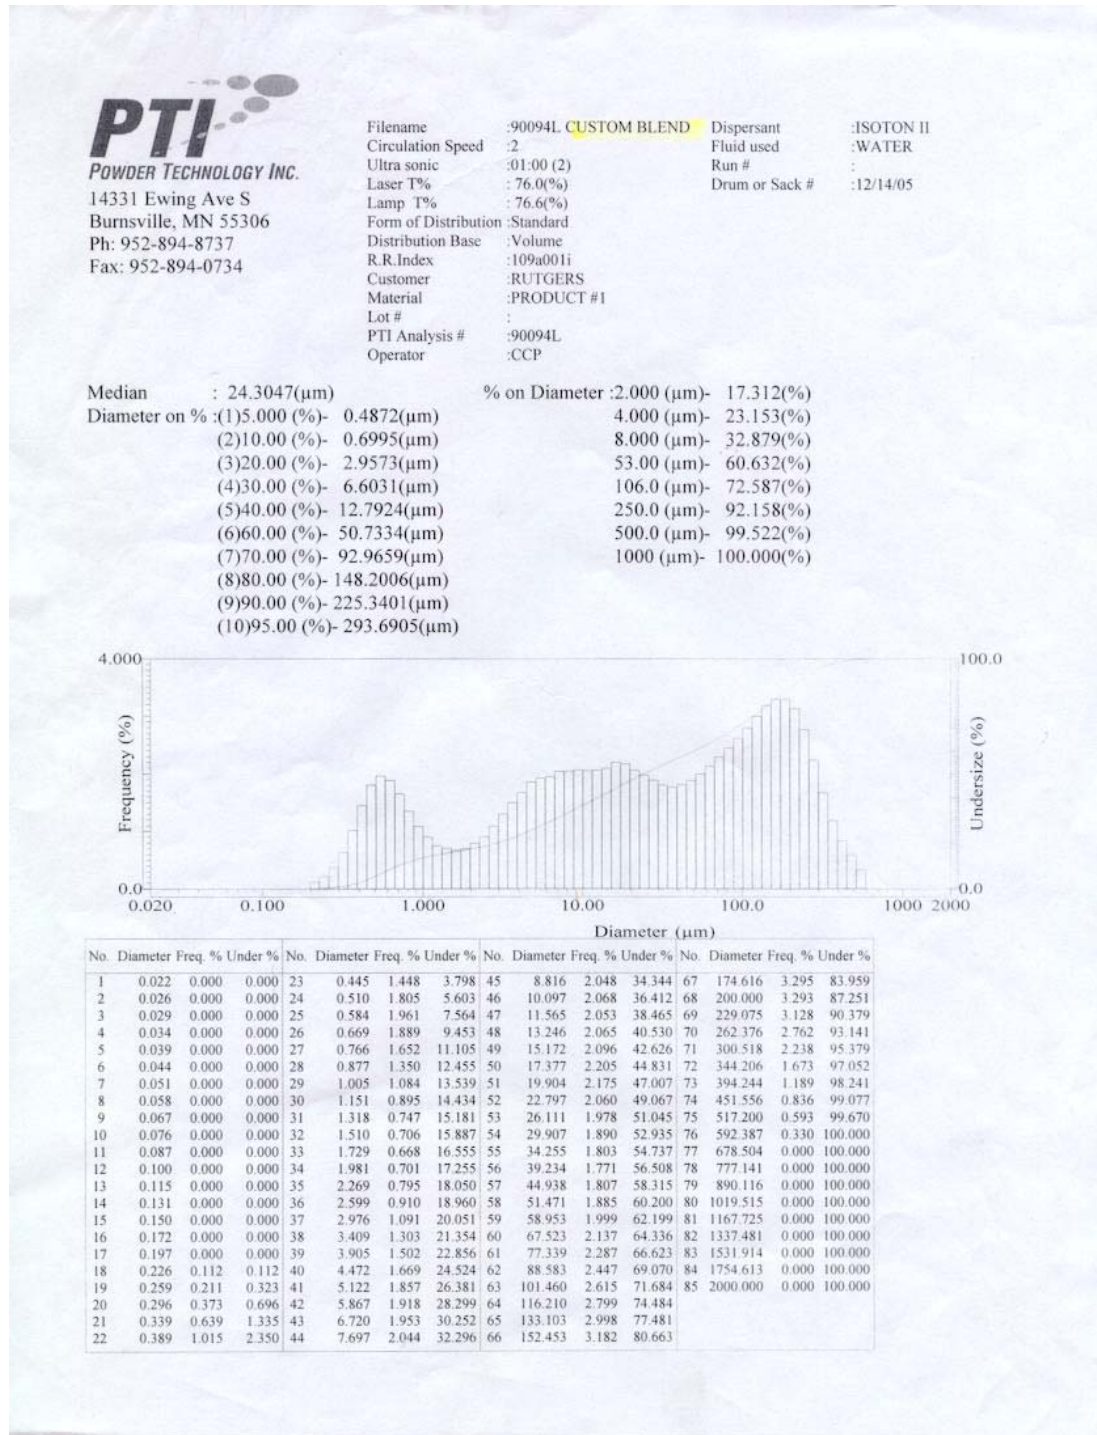 PTI
POWDER TECHNOLOGY INC.
14331 Ewing Ave S
Burnsville, MN 55306
Ph: 952-894-8737
Fax: 952-894-0734
Filename :90094L CUSTOM BLEND Dispersant :ISOTON II
Circulation Speed :2 Fluid used :WATER
Ultra sonic :01:00 (2) Run # :
Laser T% : 76.0(%) Drum or Sack # :12/14/05
Lamp T% : 76.6(%)
Form of Distribution :Standard
Distribution Base :Volume
R.R.Index :109a001i
Customer :RUTGERS
Material :PRODUCT #1
Lot # :
PTI Analysis # :90094L
Operator :CCP
Median : 24.3047(µm) % on Diameter :2.000 (µm)- 17.312(%)
Diameter on % :(1)5.000 (%)- 0.4872(µm) 4.000 (µm)- 23.153(%)
(2)10.00 (%)- 0.6995(µm) 8.000 (µm)- 32.879(%)
(3)20.00 (%)- 2.9573(µm) 53.00 (µm)- 60.632(%)
(4)30.00 (%)- 6.6031(µm) 106.0 (µm)- 72.587(%)
(5)40.00 (%)- 12.7924(µm) 250.0 (µm)- 92.158(%)
(6)60.00 (%)- 50.7334(µm) 500.0 (µm)- 99.522(%)
(7)70.00 (%)- 92.9659(µm) 1000 (µm)- 100.000(%)
(8)80.00 (%)- 148.2006(µm)
(9)90.00 (%)- 225.3401(µm)
(10)95.00 (%)- 293.6905(µm)
4.000 100.0
Frequency (%)
Undersize (%)
0.0 0.0
0.020 0.100 1.000 10.00 100.0 1000 2000
Diameter (µm)
No. Diameter Freq. % Under % No. Diameter Freq. % Under % No. Diameter Freq. % Under % No. Diameter Freq. % Under %
1 0.022 0.000 0.000 23 0.445 1.448 3.798 45 8.816 2.048 34.344 67 174.616 3.295 83.959
2 0.026 0.000 0.000 24 0.510 1.805 5.603 46 10.097 2.068 36.412 68 200.000 3.293 87.251
3 0.029 0.000 0.000 25 0.584 1.961 7.564 47 11.565 2.053 38.465 69 229.075 3.128 90.379
4 0.034 0.000 0.000 26 0.669 1.889 9.453 48 13.246 2.065 40.530 70 262.376 2.762 93.141
5 0.039 0.000 0.000 27 0.766 1.652 11.105 49 15.172 2.096 42.626 71 300.518 2.238 95.379
6 0.044 0.000 0.000 28 0.877 1.350 12.455 50 17.377 2.205 44.831 72 344.206 1.673 97.052
7 0.051 0.000 0.000 29 1.005 1.084 13.539 51 19.904 2.175 47.007 73 394.244 1.189 98.241
8 0.058 0.000 0.000 30 1.151 0.895 14.434 52 22.797 2.060 49.067 74 451.556 0.836 99.077
9 0.067 0.000 0.000 31 1.318 0.747 15.181 53 26.111 1.978 51.045 75 517.200 0.593 99.670
10 0.076 0.000 0.000 32 1.510 0.706 15.887 54 29.907 1.890 52.935 76 592.387 0.330 100.000
11 0.087 0.000 0.000 33 1.729 0.668 16.555 55 34.255 1.803 54.737 77 678.504 0.000 100.000
12 0.100 0.000 0.000 34 1.981 0.701 17.255 56 39.234 1.771 56.508 78 777.141 0.000 100.000
13 0.115 0.000 0.000 35 2.269 0.795 18.050 57 44.938 1.807 58.315 79 890.116 0.000 100.000
14 0.131 0.000 0.000 36 2.599 0.910 18.960 58 51.471 1.885 60.200 80 1019.515 0.000 100.000
15 0.150 0.000 0.000 37 2.976 1.091 20.051 59 58.953 1.999 62.199 81 1167.725 0.000 100.000
16 0.172 0.000 0.000 38 3.409 1.303 21.354 60 67.523 2.137 64.336 82 1337.481 0.000 100.000
17 0.197 0.000 0.000 39 3.905 1.502 22.856 61 77.339 2.287 66.623 83 1531.914 0.000 100.000
18 0.226 0.112 0.112 40 4.472 1.669 24.524 62 88.583 2.447 69.070 84 1754.613 0.000 100.000
19 0.259 0.211 0.323 41 5.122 1.857 26.381 63 101.460 2.615 71.684 85 2000.000 0.000 100.000
20 0.296 0.373 0.696 42 5.867 1.918 28.299 64 116.210 2.799 74.484
21 0.339 0.639 1.335 43 6.720 1.953 30.252 65 133.103 2.998 77.481
22 0.389 1.015 2.350 44 7.697 2.044 32.296 66 152.453 3.182 80.663